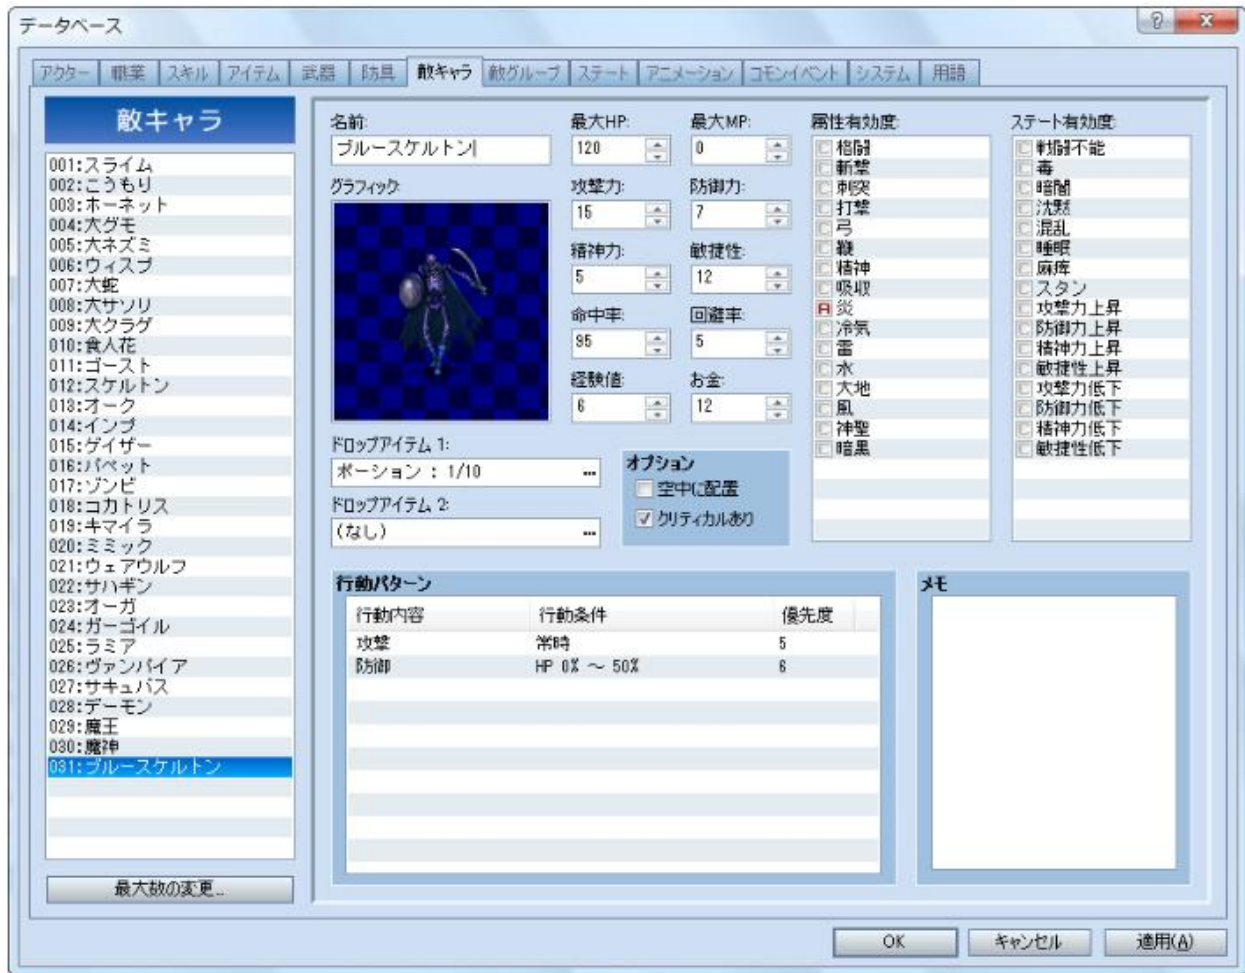 データベース
アクター 職業 スキル アイテム 武器 防具 敵キャラ 敵グループ ステート アニメーション コモンイベント システム 用語
敵キャラ
001:スライム
002:こうもり
003:ホーネット
004:大グモ
005:大ネズミ
006:ウィスプ
007:大蛇
008:大サソリ
009:大クラゲ
010:食人花
011:ゴースト
012:スケルトン
013:オーク
014:インプ
015:ゲイザー
016:パペット
017:ゾンビ
018:コカトリス
019:キマイラ
020:ミミック
021:ウェアウルフ
022:サハギン
023:オーガ
024:ガーゴイル
025:ラミア
026:ヴァンパイア
027:サキュバス
028:デーモン
029:魔王
030:魔神
031:ブルースケルトン
最大数の変更...
名前:
ブルースケルトン
グラフィック:
最大HP: 最大MP:
120 0
攻撃力: 防御力:
15 7
精神力: 敏捷性:
5 12
命中率: 回避率:
95 5
経験値: お金:
6 12
ドロップアイテム 1:
ポーション : 1/10 ...
ドロップアイテム 2:
(なし) ...
オプション
空中に配置
クリティカルあり
属性有効度:
格闘
斬撃
刺突
打撃
弓
鞭
精神
吸収
A 炎
冷気
雷
水
大地
風
神聖
暗黒
ステート有効度:
戦闘不能
毒
暗闇
沈黙
混乱
睡眠
麻痺
スタン
攻撃力上昇
防御力上昇
精神力上昇
敏捷性上昇
攻撃力低下
防御力低下
精神力低下
敏捷性低下
行動パターン
行動内容 行動条件 優先度
攻撃 常時 5
防御 HP 0% ～ 50% 6
メモ
OK キャンセル 適用(A)